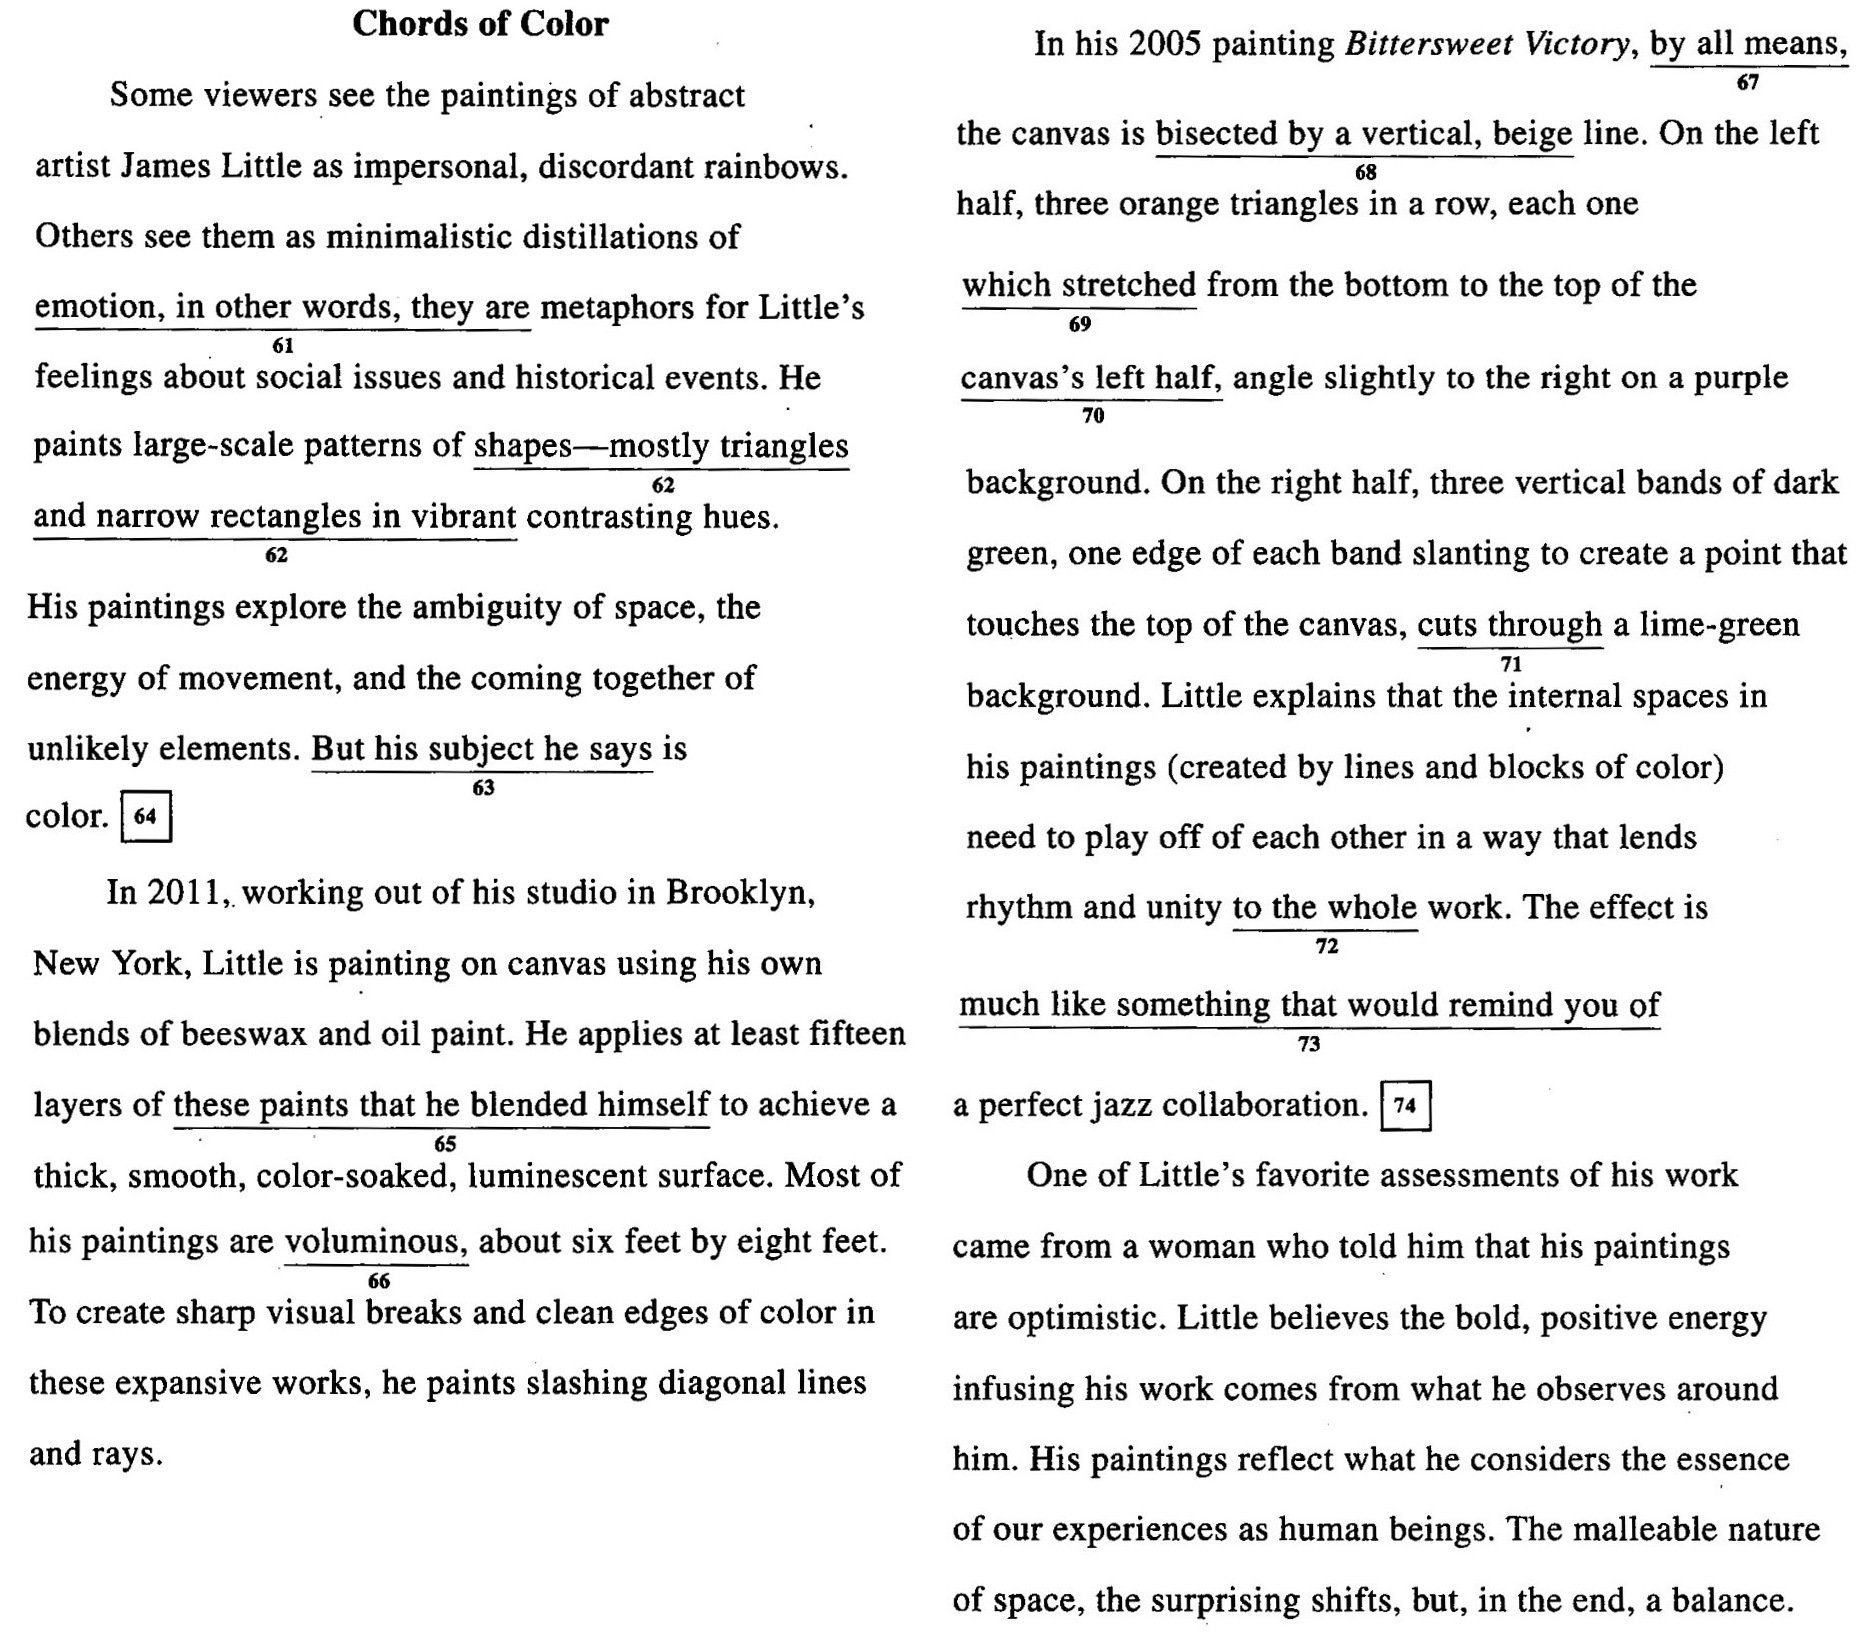 Chords of Color
Some viewers see the paintings of abstract
artist James Little as impersonal, discordant rainbows.
Others see them as minimalistic distillations of
emotion, in other words, they are metaphors for Little's
61
feelings about social issues and historical events. He
paints large-scale patterns of shapes—mostly triangles
62
and narrow rectangles in vibrant contrasting hues.
62
His paintings explore the ambiguity of space, the
energy of movement, and the coming together of
unlikely elements. But his subject he says is
63
color. 64
In 2011, working out of his studio in Brooklyn,
New York, Little is painting on canvas using his own
blends of beeswax and oil paint. He applies at least fifteen
layers of these paints that he blended himself to achieve a
65
thick, smooth, color-soaked, luminescent surface. Most of
his paintings are voluminous, about six feet by eight feet.
66
To create sharp visual breaks and clean edges of color in
these expansive works, he paints slashing diagonal lines
and rays.
In his 2005 painting Bittersweet Victory, by all means,
67
the canvas is bisected by a vertical, beige line. On the left
68
half, three orange triangles in a row, each one
which stretched from the bottom to the top of the
69
canvas's left half, angle slightly to the right on a purple
70
background. On the right half, three vertical bands of dark
green, one edge of each band slanting to create a point that
touches the top of the canvas, cuts through a lime-green
71
background. Little explains that the internal spaces in
his paintings (created by lines and blocks of color)
need to play off of each other in a way that lends
rhythm and unity to the whole work. The effect is
72
much like something that would remind you of
73
a perfect jazz collaboration. 74
One of Little's favorite assessments of his work
came from a woman who told him that his paintings
are optimistic. Little believes the bold, positive energy
infusing his work comes from what he observes around
him. His paintings reflect what he considers the essence
of our experiences as human beings. The malleable nature
of space, the surprising shifts, but, in the end, a balance.